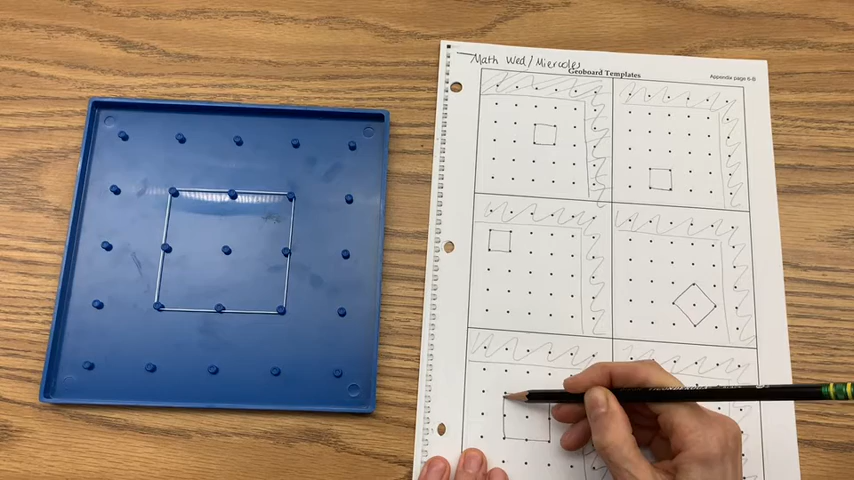 Math Wed/Miercoles
Geoboard Templates
Appendix page 6-B